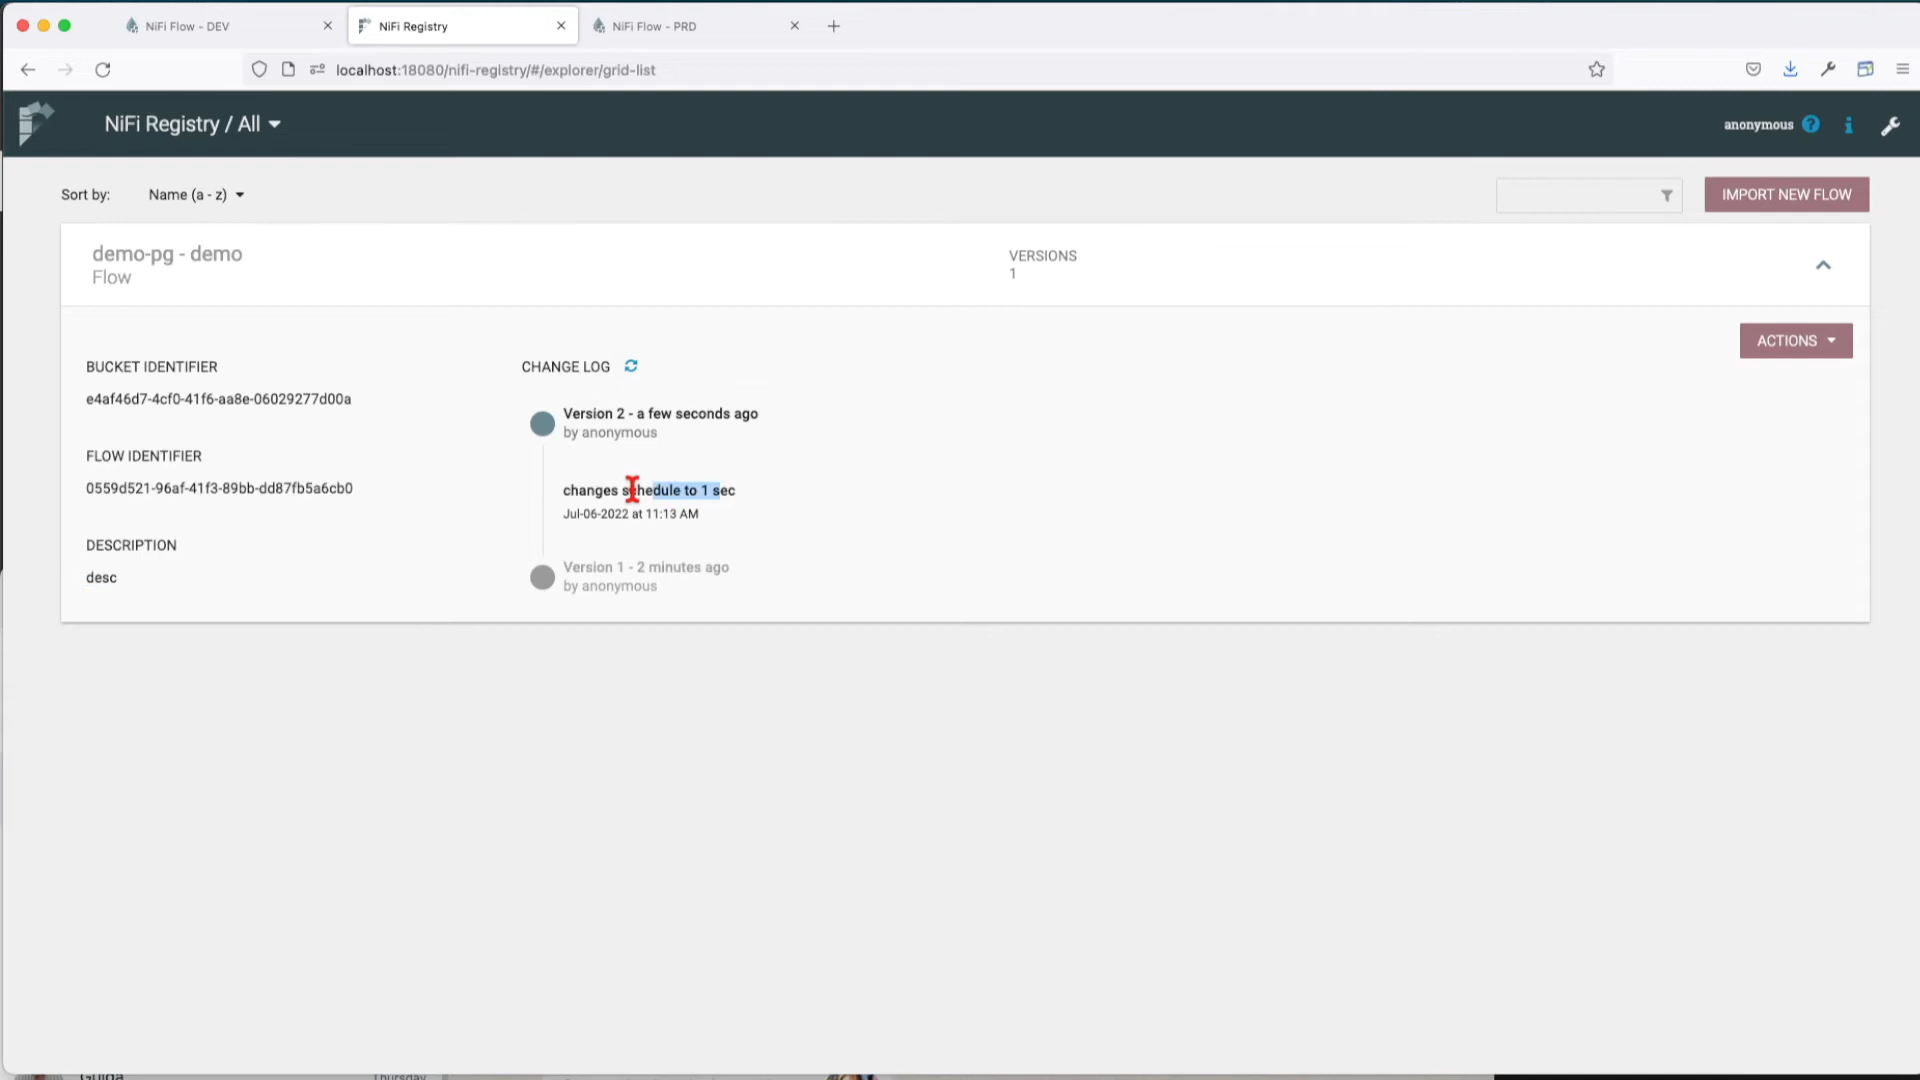 NiFi Flow - DEV
NiFi Registry
NiFi Flow - PRD
localhost:18080/nifi-registry/#/explorer/grid-list
NiFi Registry / All
anonymous
Sort by: Name (a - z)
IMPORT NEW FLOW
demo-pg - demo
Flow
VERSIONS
1
ACTIONS
BUCKET IDENTIFIER
e4af46d7-4cf0-41f6-aa8e-06029277d00a
FLOW IDENTIFIER
0559d521-96af-41f3-89bb-dd87fb5a6cb0
DESCRIPTION
desc
CHANGE LOG
Version 2 - a few seconds ago
by anonymous
changes schedule to 1 sec
Jul-06-2022 at 11:13 AM
Version 1 - 2 minutes ago
by anonymous
Thursday